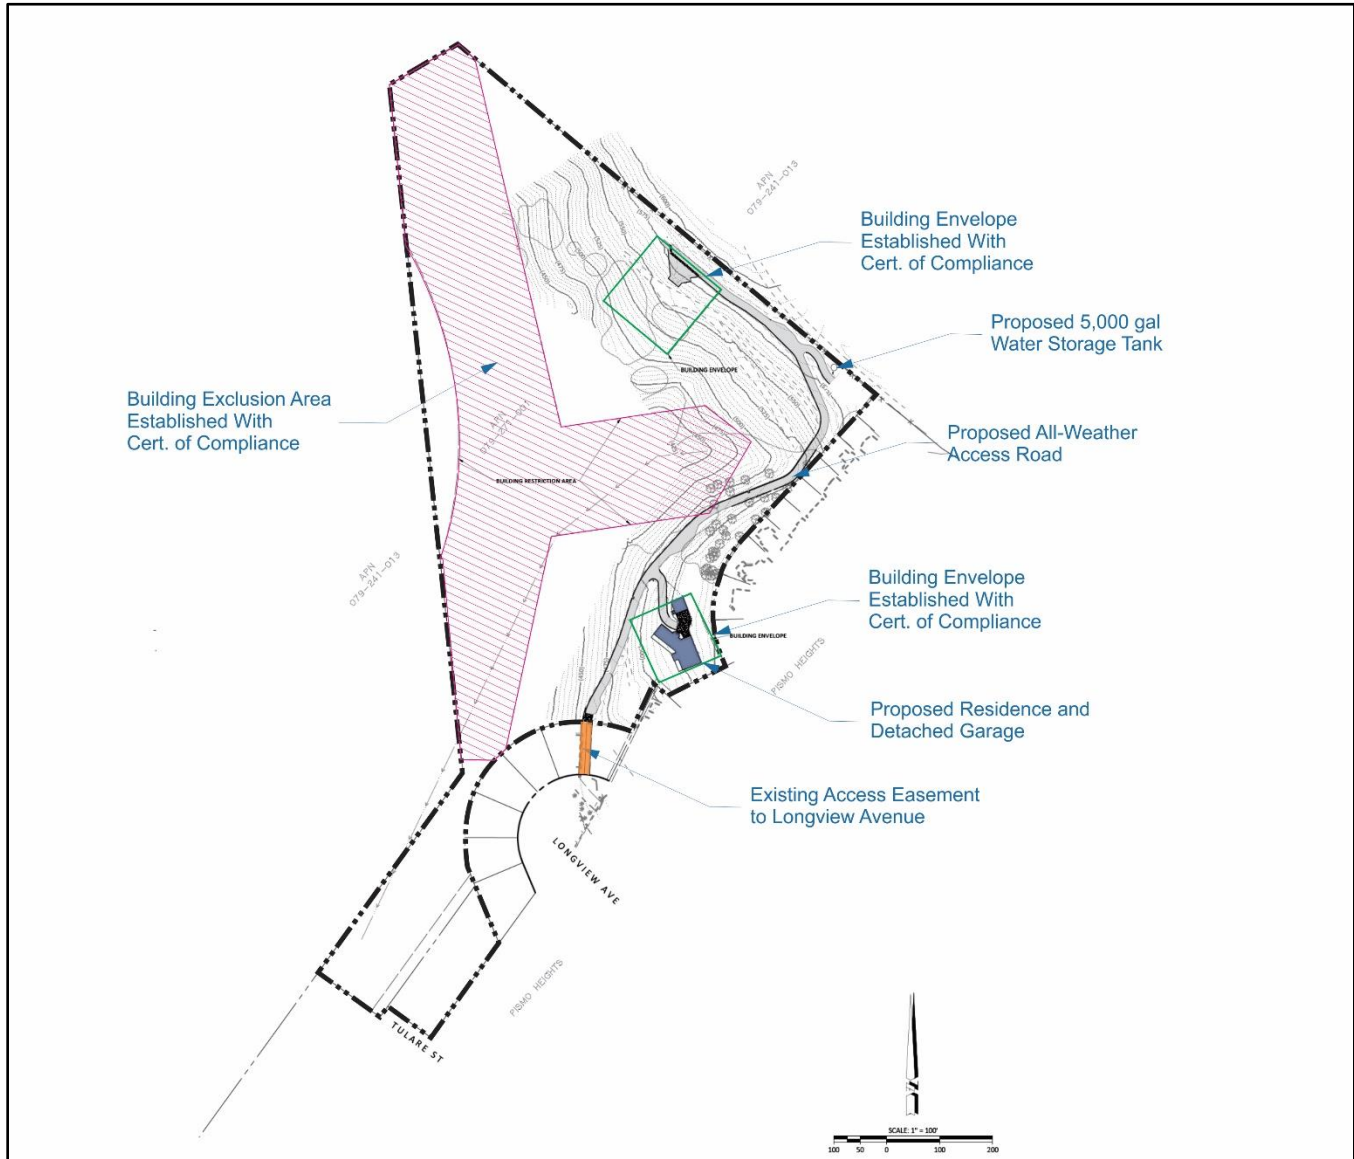 APN
079-241-013
Building Envelope
Established With
Cert. of Compliance
Proposed 5,000 gal
Water Storage Tank
BUILDING ENVELOPE
Building Exclusion Area
Established With
Cert. of Compliance
APN
079-271-001
Proposed All-Weather
Access Road
BUILDING RESTRICTION AREA
APN
079-241-013
Building Envelope
Established With
Cert. of Compliance
BUILDING ENVELOPE
PISMO HEIGHTS
Proposed Residence and
Detached Garage
Existing Access Easement
to Longview Avenue
LONGVIEW AVE
PISMO HEIGHTS
TULARE ST
SCALE: 1" = 100'
100 50 0 100 200